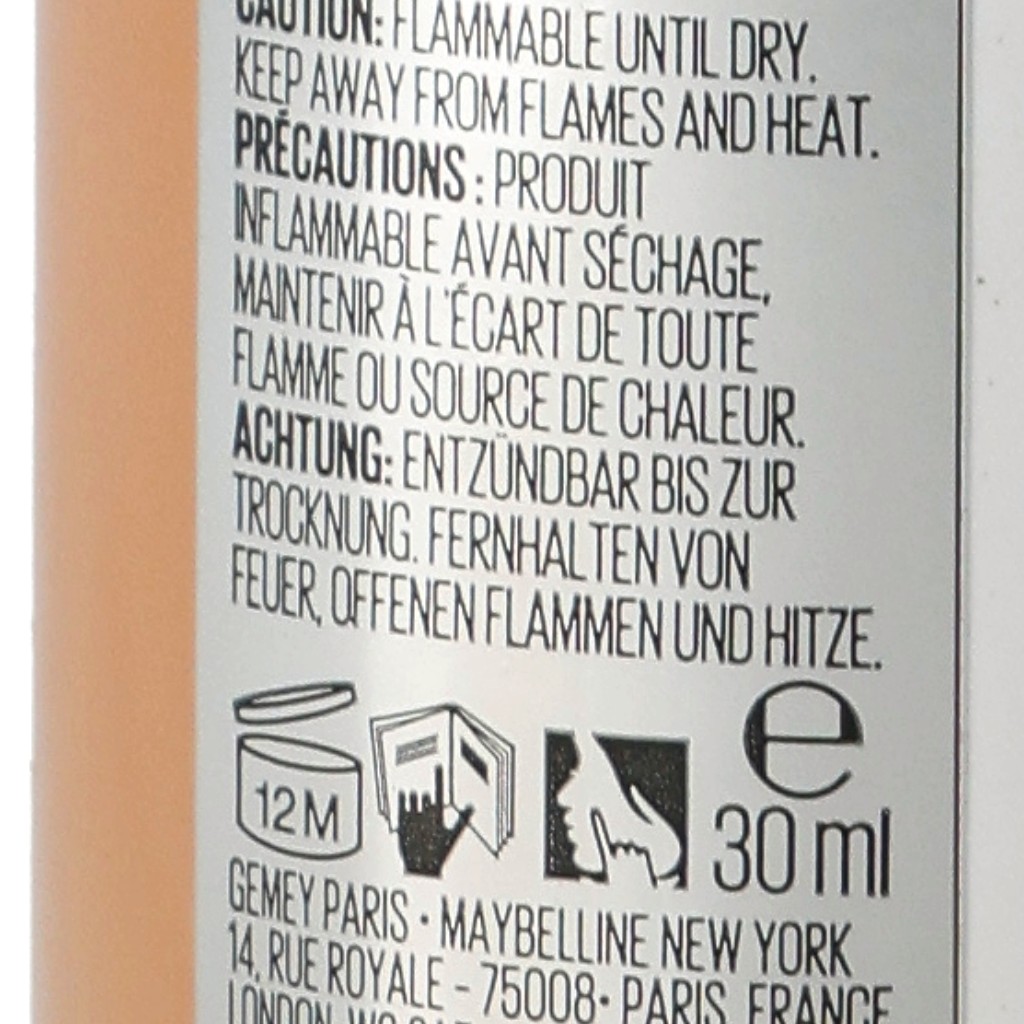 CAUTION: FLAMMABLE UNTIL DRY.
KEEP AWAY FROM FLAMES AND HEAT.
PRÉCAUTIONS : PRODUIT
INFLAMMABLE AVANT SÉCHAGE,
MAINTENIR À L'ÉCART DE TOUTE
FLAMME OU SOURCE DE CHALEUR.
ACHTUNG: ENTZÜNDBAR BIS ZUR
TROCKNUNG. FERNHALTEN VON
FEUER, OFFENEN FLAMMEN UND HITZE.
12M
e
30 ml
GEMEY PARIS · MAYBELLINE NEW YORK
14, RUE ROYALE - 75008 · PARIS, FRANCE
LONDON,